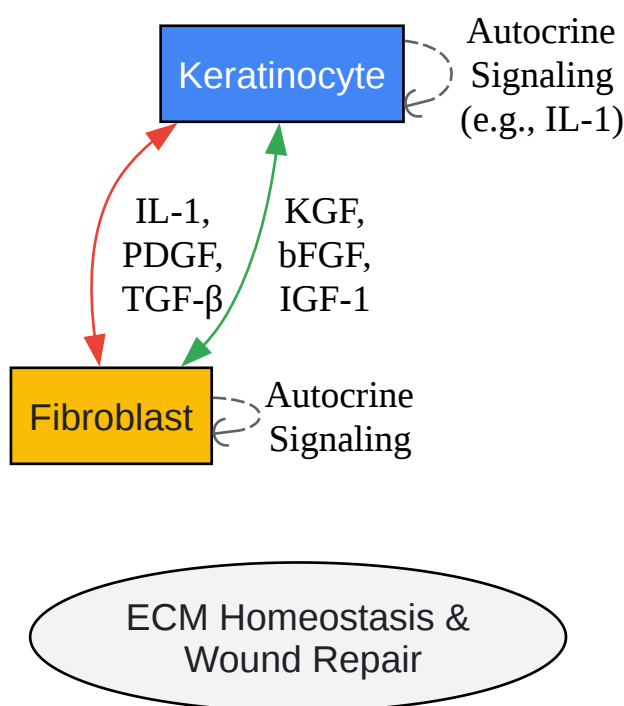 Keratinocyte
Autocrine
Signaling
(e.g., IL-1)
IL-1,
PDGF,
TGF-β
KGF,
bFGF,
IGF-1
Fibroblast
Autocrine
Signaling
ECM Homeostasis &
Wound Repair